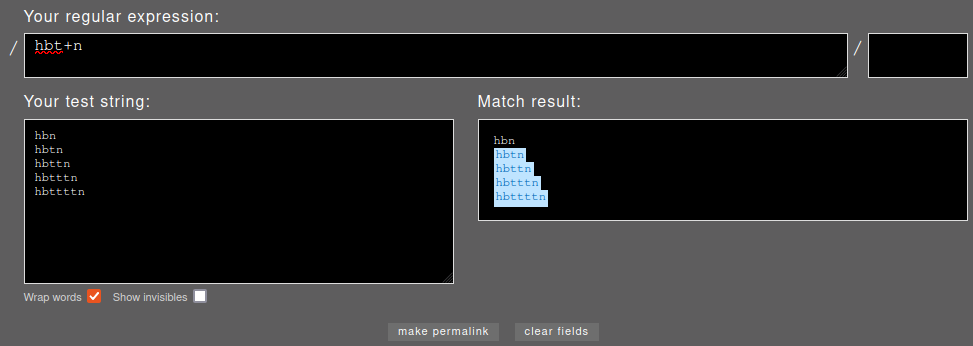 Your regular expression:
/ hbt+n /
Your test string:
hbn
hbtn
hbttn
hbtttn
hbttttn
Match result:
hbn
hbtn
hbttn
hbtttn
hbttttn
Wrap words Show invisibles
make permalink clear fields